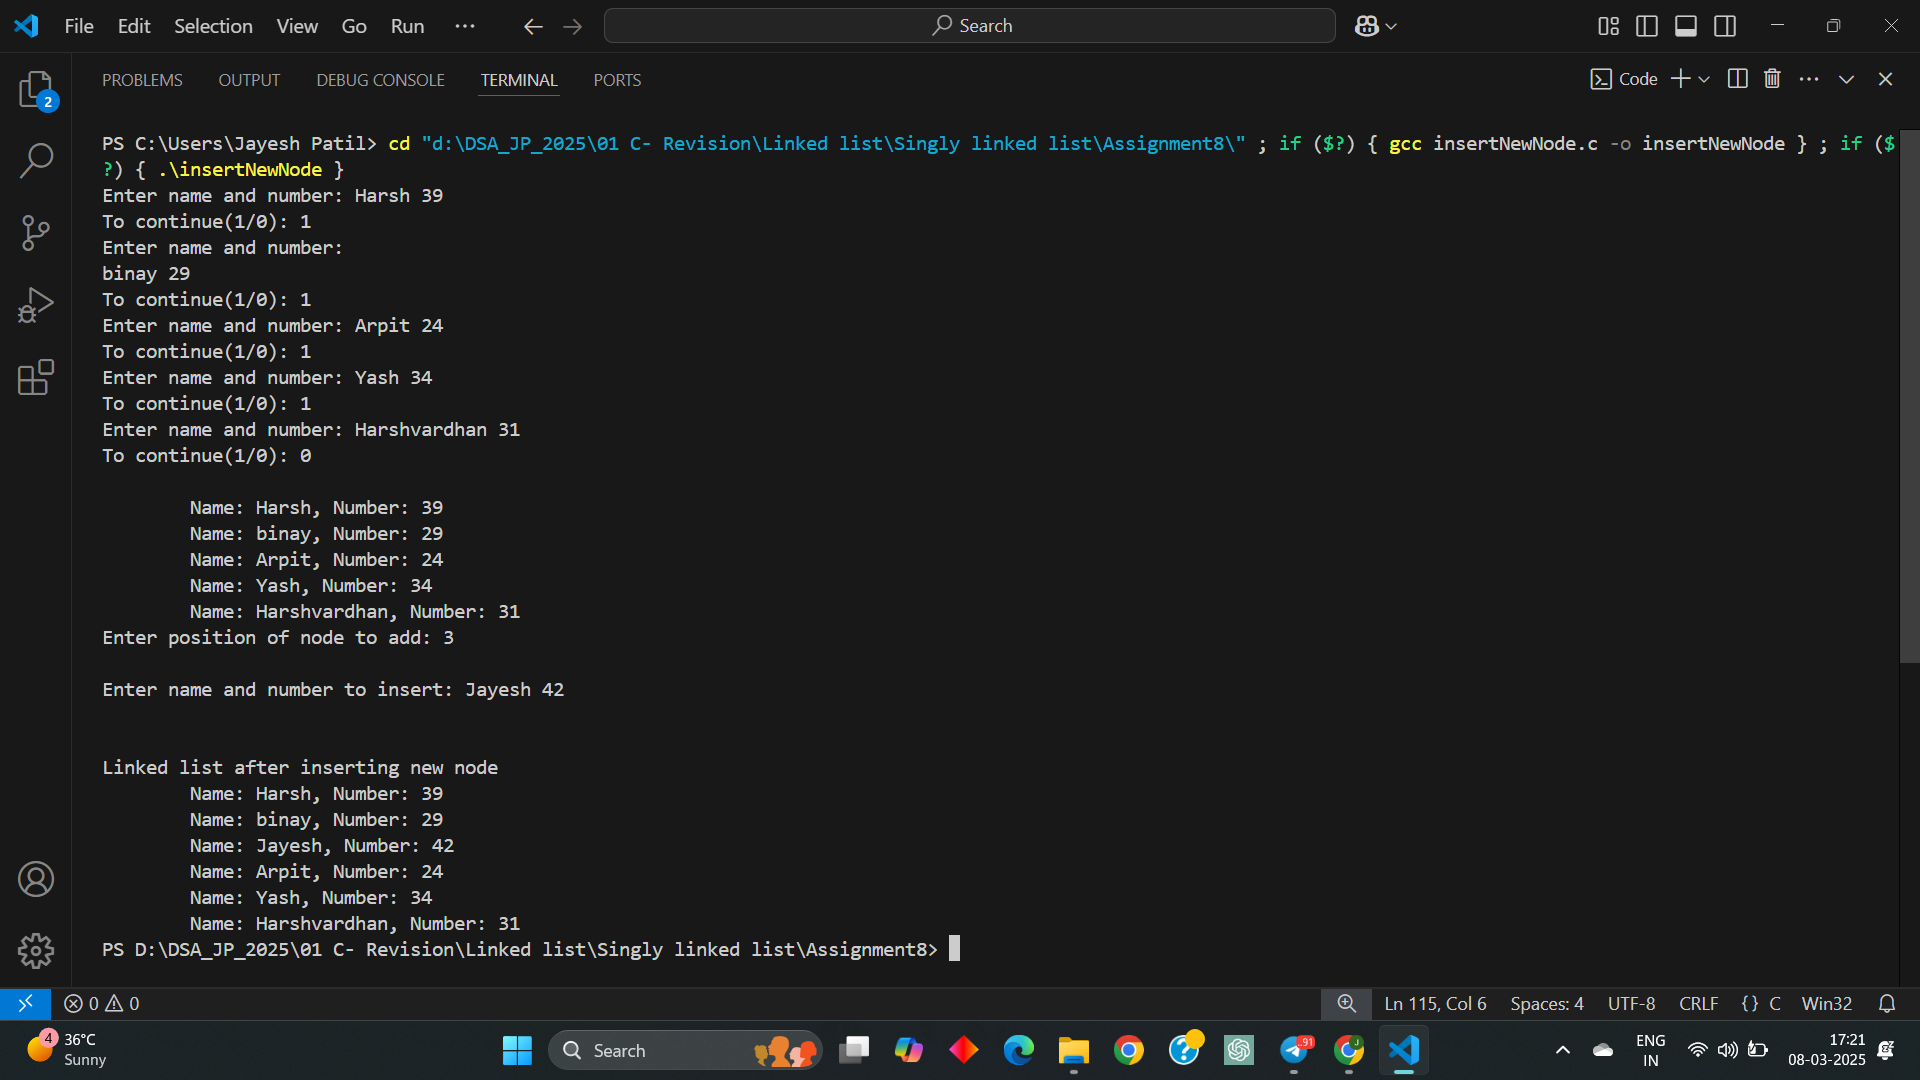 File Edit Selection View Go Run ··· Search
2
PROBLEMS OUTPUT DEBUG CONSOLE TERMINAL PORTS Code
PS C:\Users\Jayesh Patil> cd "d:\DSA_JP_2025\01 C- Revision\Linked list\Singly linked list\Assignment8\" ; if ($?) { gcc insertNewNode.c -o insertNewNode } ; if ($
?) { .\insertNewNode }
Enter name and number: Harsh 39
To continue(1/0): 1
Enter name and number:
binay 29
To continue(1/0): 1
Enter name and number: Arpit 24
To continue(1/0): 1
Enter name and number: Yash 34
To continue(1/0): 1
Enter name and number: Harshvardhan 31
To continue(1/0): 0
Name: Harsh, Number: 39
Name: binay, Number: 29
Name: Arpit, Number: 24
Name: Yash, Number: 34
Name: Harshvardhan, Number: 31
Enter position of node to add: 3
Enter name and number to insert: Jayesh 42
Linked list after inserting new node
Name: Harsh, Number: 39
Name: binay, Number: 29
Name: Jayesh, Number: 42
Name: Arpit, Number: 24
Name: Yash, Number: 34
Name: Harshvardhan, Number: 31
PS D:\DSA_JP_2025\01 C- Revision\Linked list\Singly linked list\Assignment8>
0 0 Ln 115, Col 6 Spaces: 4 UTF-8 CRLF {} C Win32
4 36°C
Sunny
Search
91
J
ENG
IN
17:21
08-03-2025